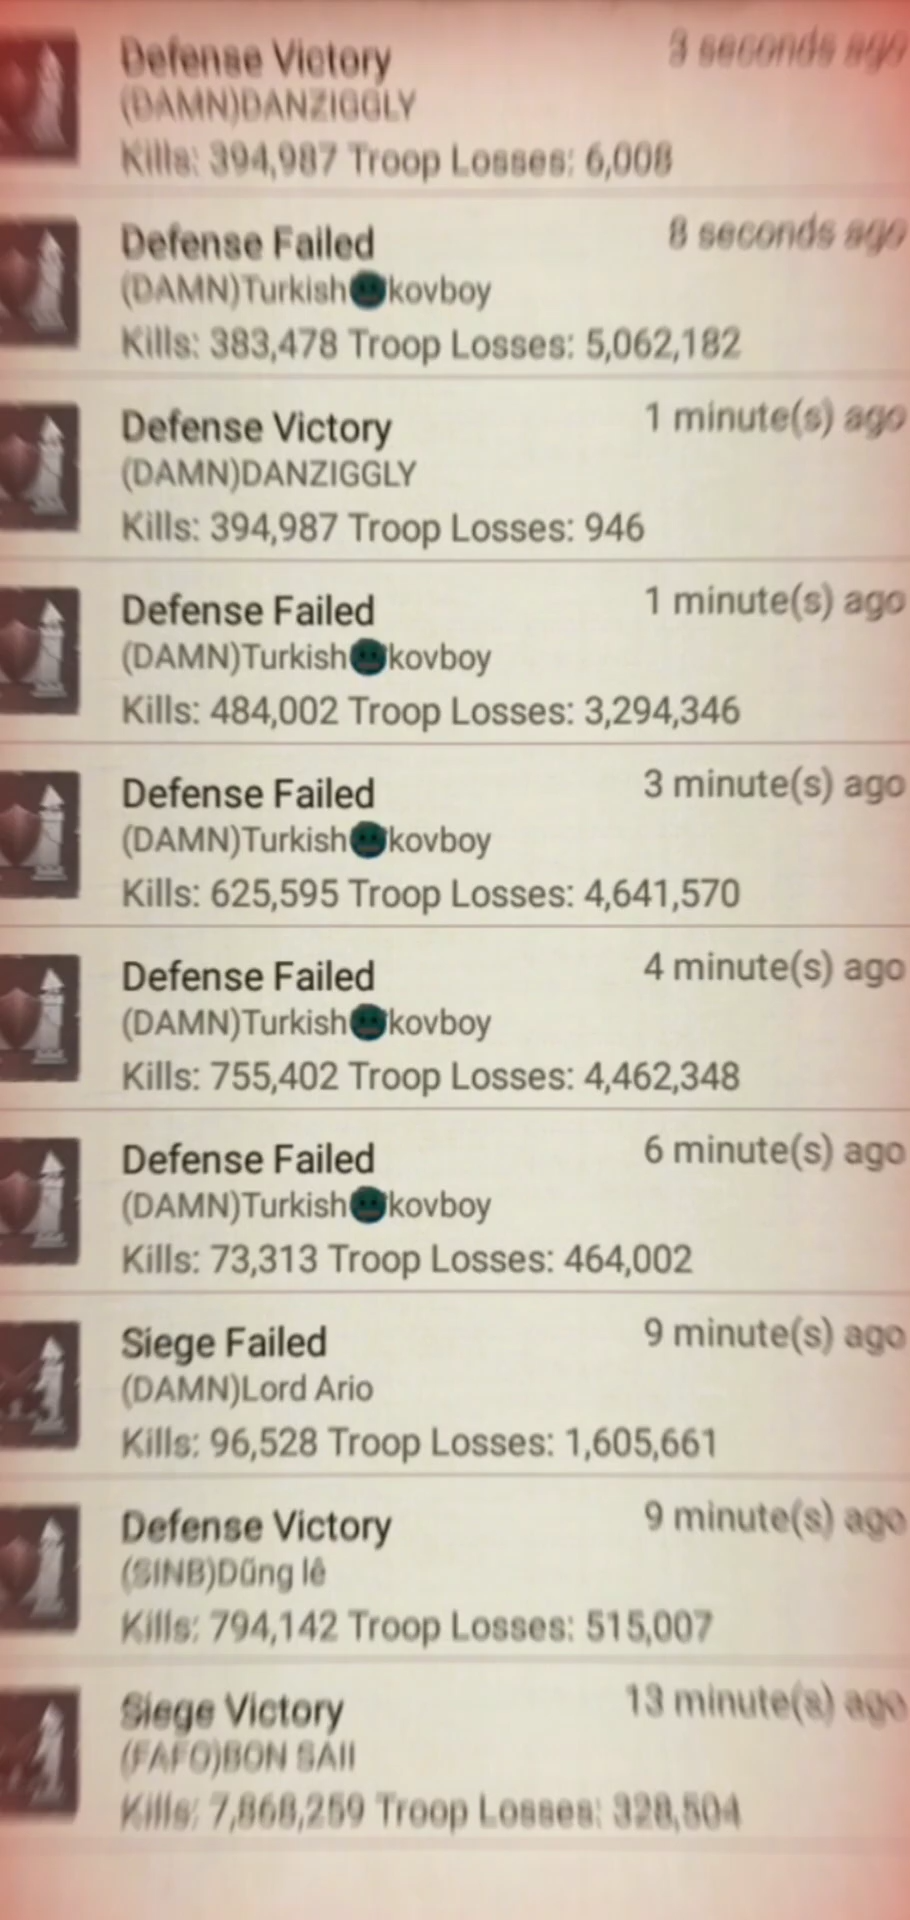 Defense Victory
3 seconds ago
(DAMN)DANZIGGLY
Kills: 394,987 Troop Losses: 6,008
Defense Failed
8 seconds ago
(DAMN)Turkish kovboy
Kills: 383,478 Troop Losses: 5,062,182
Defense Victory
1 minute(s) ago
(DAMN)DANZIGGLY
Kills: 394,987 Troop Losses: 946
Defense Failed
1 minute(s) ago
(DAMN)Turkish kovboy
Kills: 484,002 Troop Losses: 3,294,346
Defense Failed
3 minute(s) ago
(DAMN)Turkish kovboy
Kills: 625,595 Troop Losses: 4,641,570
Defense Failed
4 minute(s) ago
(DAMN)Turkish kovboy
Kills: 755,402 Troop Losses: 4,462,348
Defense Failed
6 minute(s) ago
(DAMN)Turkish kovboy
Kills: 73,313 Troop Losses: 464,002
Siege Failed
9 minute(s) ago
(DAMN)Lord Ario
Kills: 96,528 Troop Losses: 1,605,661
Defense Victory
9 minute(s) ago
(SINB)Dũng lê
Kills: 794,142 Troop Losses: 515,007
Siege Victory
13 minute(s) ago
(FAFO)BON SAII
Kills: 7,868,259 Troop Losses: 328,504